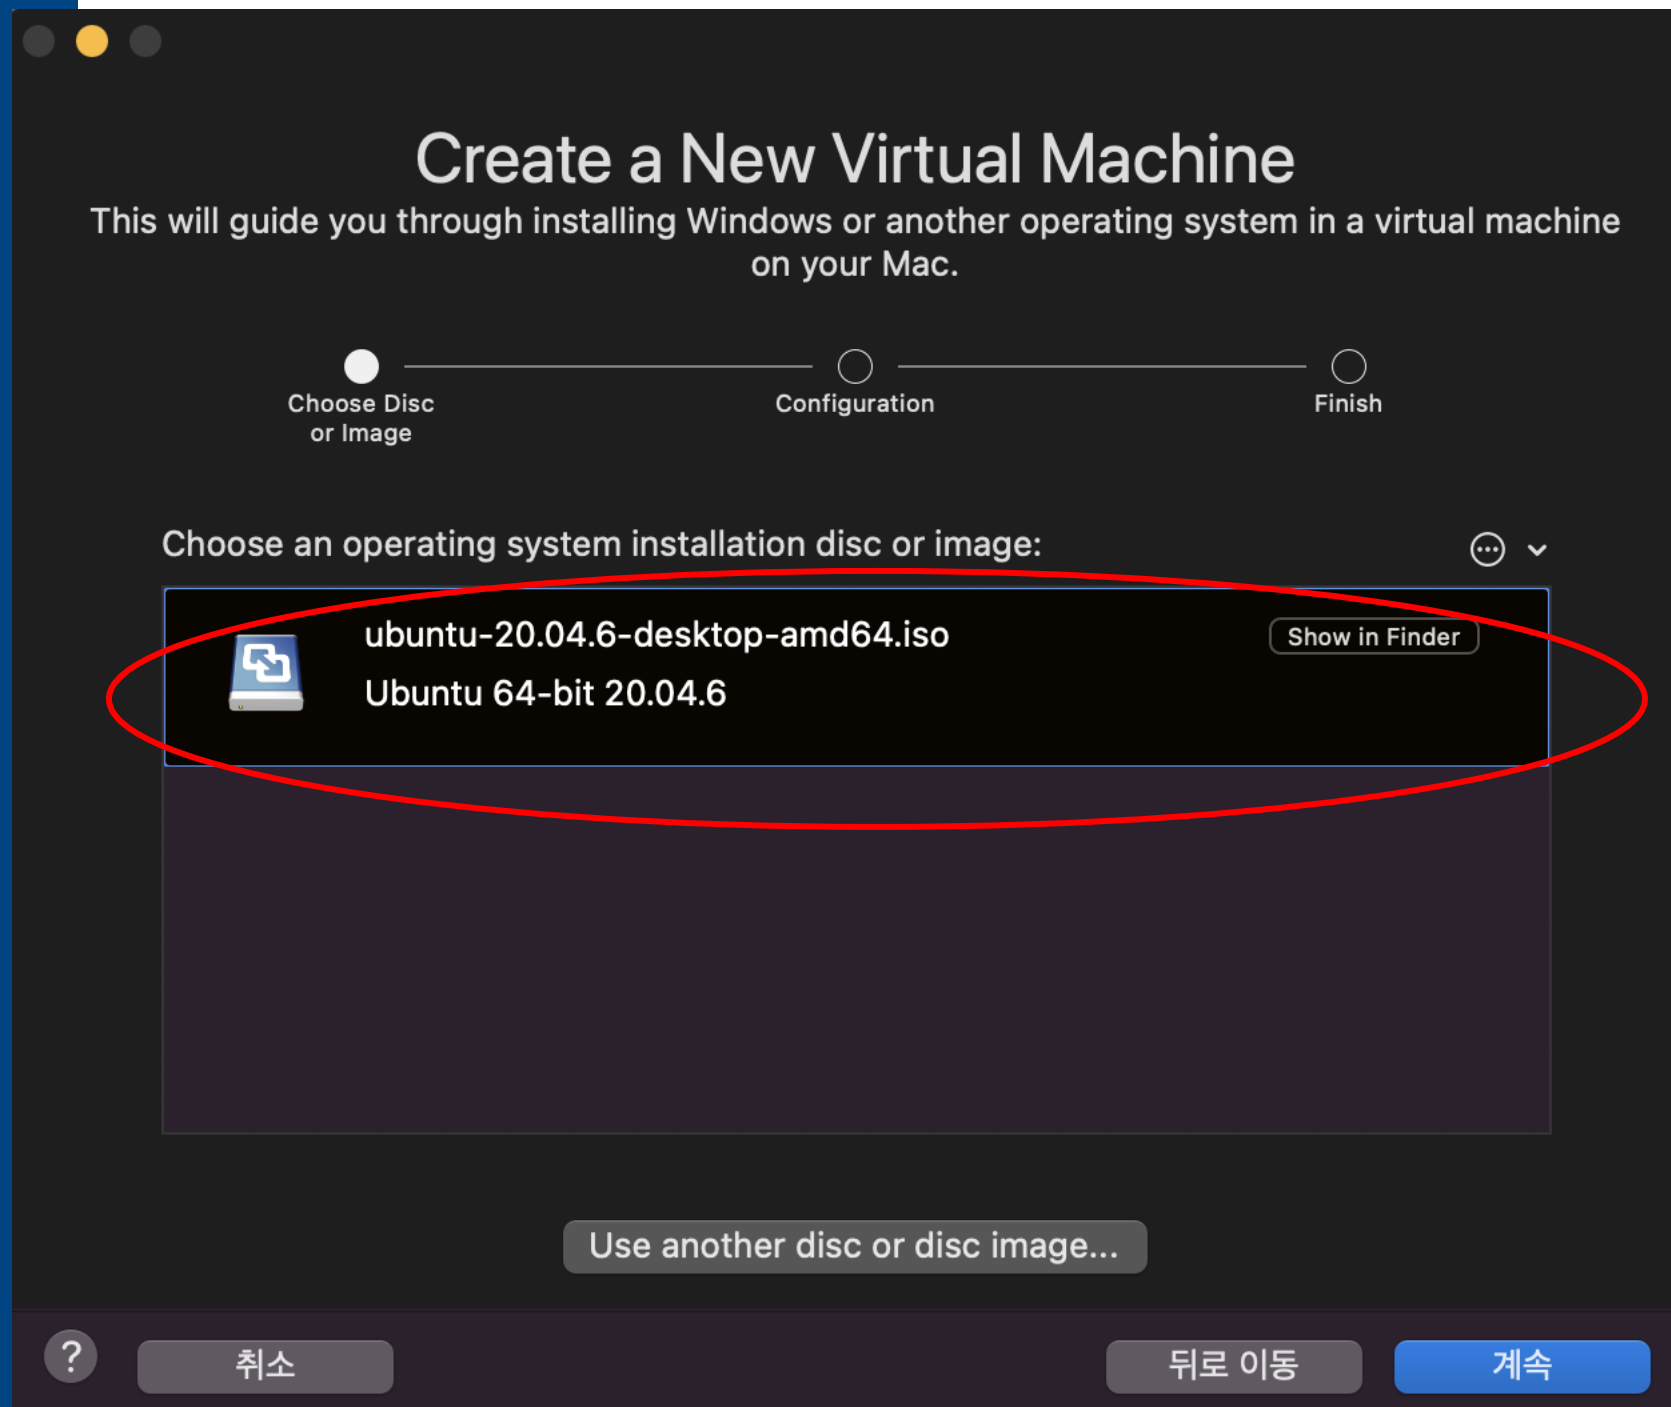 Create a New Virtual Machine
This will guide you through installing Windows or another operating system in a virtual machine
on your Mac.
Choose Disc
or Image
Configuration
Finish
Choose an operating system installation disc or image:
ubuntu-20.04.6-desktop-amd64.iso
Show in Finder
Ubuntu 64-bit 20.04.6
Use another disc or disc image...
?
취소
뒤로 이동
계속